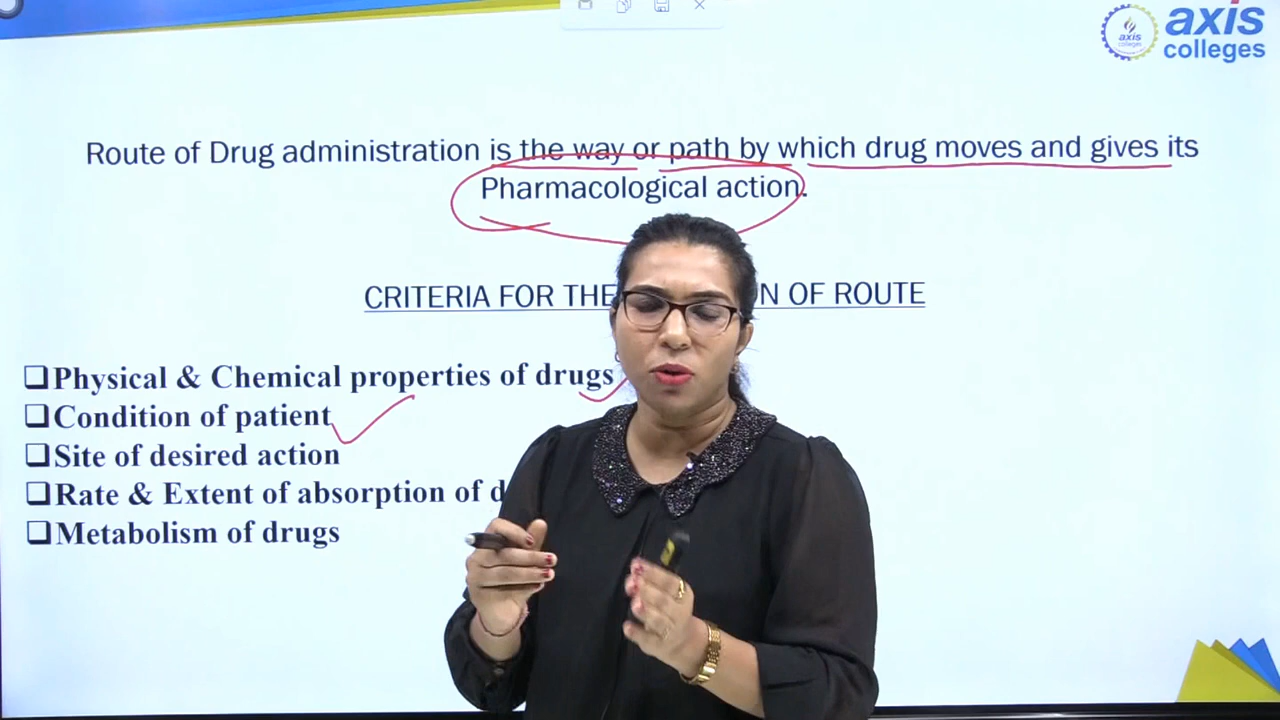 axis
colleges
axis
colleges
Route of Drug administration is the way or path by which drug moves and gives its
Pharmacological action.
CRITERIA FOR THE N OF ROUTE
❑Physical & Chemical properties of drugs
❑Condition of patient
❑Site of desired action
❑Rate & Extent of absorption of d
❑Metabolism of drugs